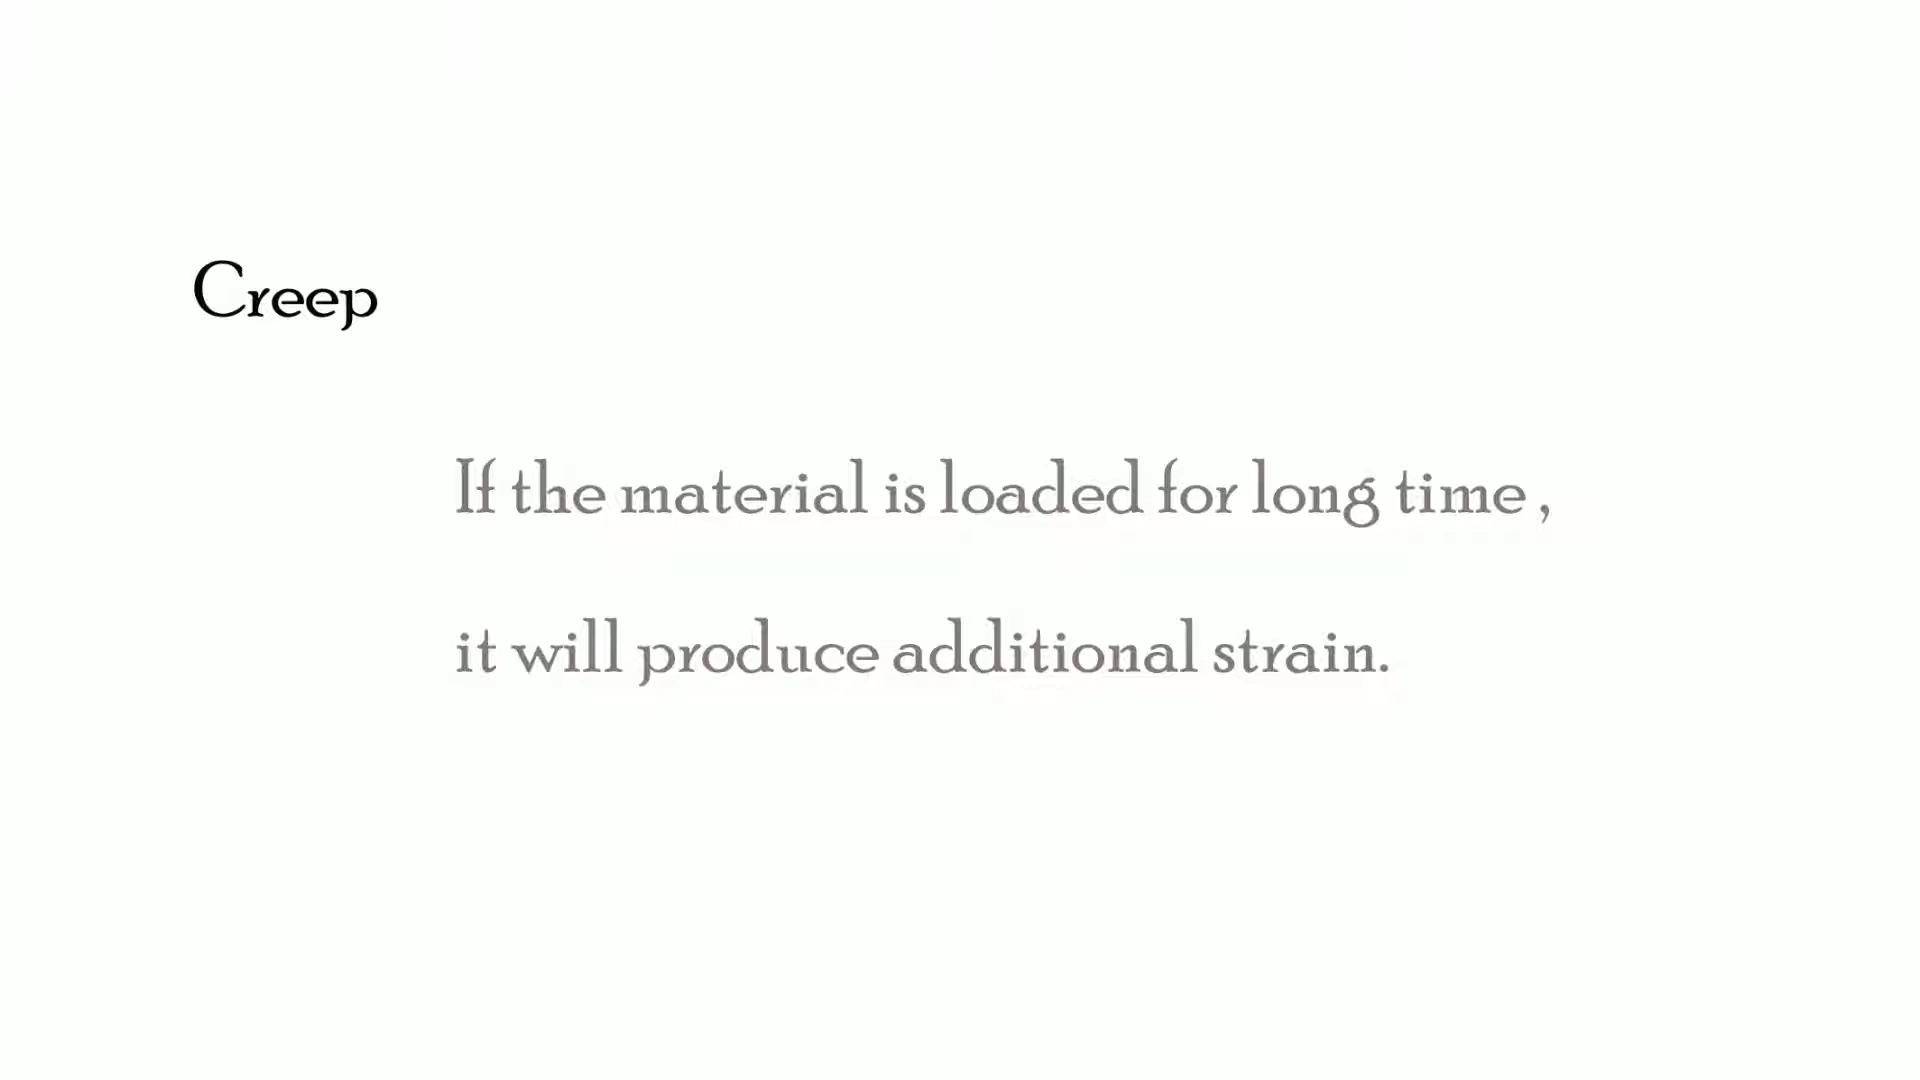 Creep
If the material is loaded for long time ,
it will produce additional strain.